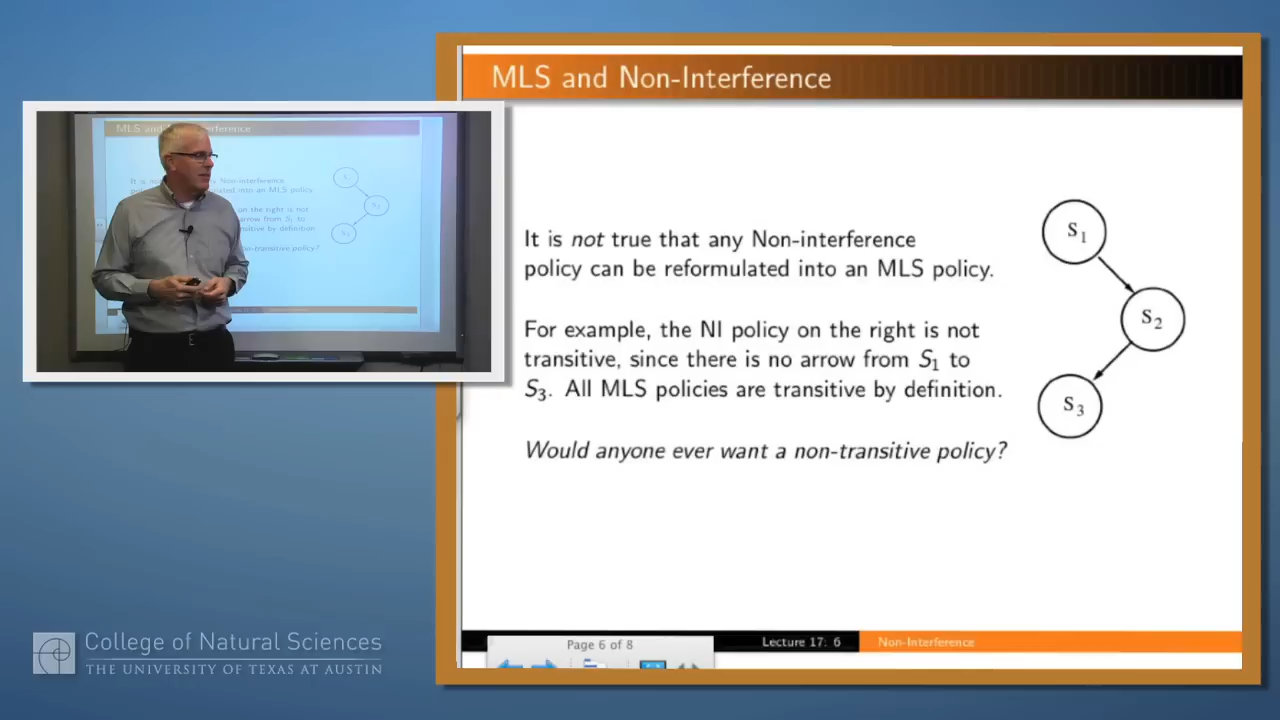 MLS and Non-Interference
It is not true that any Non-interference
policy can be reformulated into an MLS policy.
For example, the NI policy on the right is not
transitive, since there is no arrow from S1 to
S3. All MLS policies are transitive by definition.
Would anyone ever want a non-transitive policy?
S1
S2
S3
Page 6 of 8
Lecture 17: 6
Non-Interference
College of Natural Sciences
THE UNIVERSITY OF TEXAS AT AUSTIN